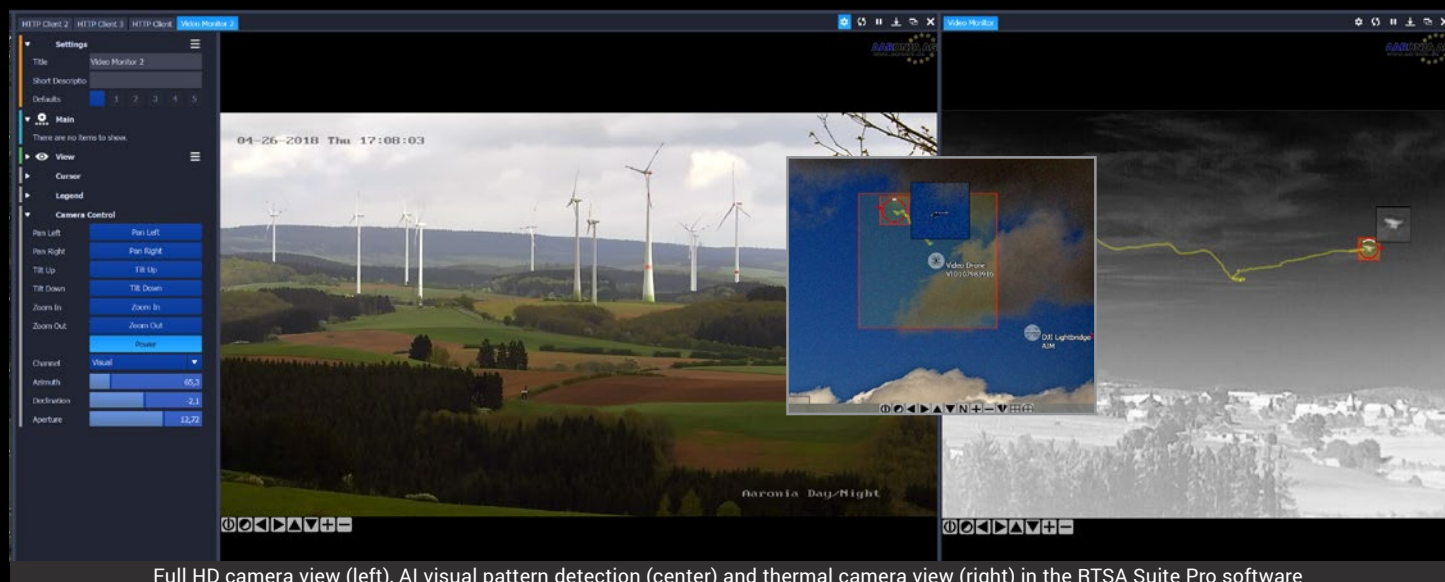 HTTP Client 2 HTTP Client 3 HTTP Client Video Monitor 2
Video Monitor
AARONIA AG
AARONIA AG
Settings
Title Video Monitor 2
Short Descriptio
Defaults 1 2 3 4 5
Main
There are no items to show.
View
Cursor
Legend
Camera Control
Pan Left Pan Left
Pan Right Pan Right
Tilt Up Tilt Up
Tilt Down Tilt Down
Zoom In Zoom In
Zoom Out Zoom Out
Power
Channel Visual
Azimuth 65,3
Declination -2,1
Aperture 12,72
04-26-2018 Thu 17:08:03
Aaronia Day/Night
Video Drone
DJI Lightbridge
AIM
N
Full HD camera view (left), AI visual pattern detection (center) and thermal camera view (right) in the RTSA Suite Pro software